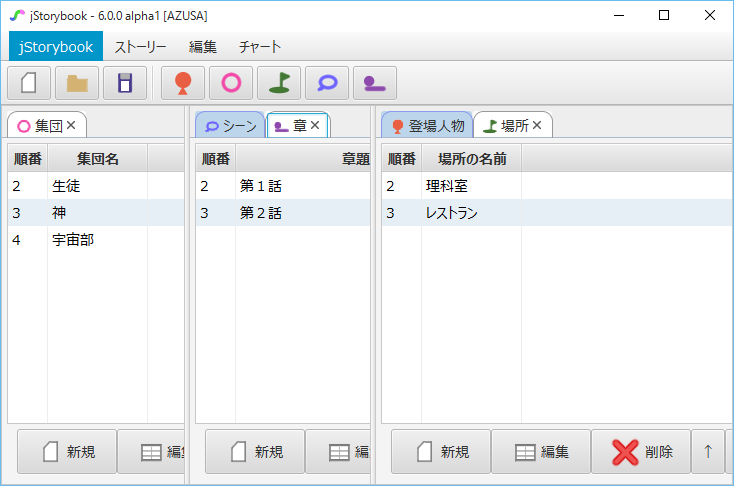 jStorybook - 6.0.0 alpha1 [AZUSA]
jStorybook ストーリー 編集 チャート
集団
順番 集団名
2 生徒
3 神
4 宇宙部
新規 編
シーン 章
順番 章題
2 第１話
3 第２話
新規 編
登場人物 場所
順番 場所の名前
2 理科室
3 レストラン
新規 編集 削除 ↑